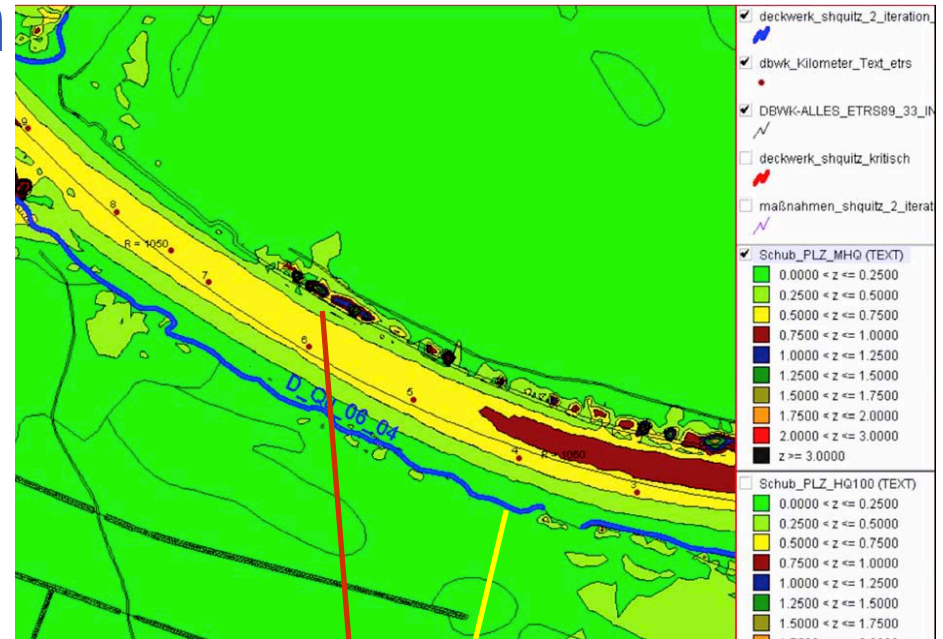 deckwerk_shquitz_2_iteration_
dbwk_Kilometer_Text_etrs
DBWK-ALLES_ETRS89_33_IN
deckwerk_shquitz_kritisch
maßnahmen_shquitz_2_iterat
Schub_PLZ_MHQ (TEXT)
0.0000 < z <= 0.2500
0.2500 < z <= 0.5000
0.5000 < z <= 0.7500
0.7500 < z <= 1.0000
1.0000 < z <= 1.2500
1.2500 < z <= 1.5000
1.5000 < z <= 1.7500
1.7500 < z <= 2.0000
2.0000 < z <= 3.0000
z >= 3.0000
Schub_PLZ_HQ100 (TEXT)
0.0000 < z <= 0.2500
0.2500 < z <= 0.5000
0.5000 < z <= 0.7500
0.7500 < z <= 1.0000
1.0000 < z <= 1.2500
1.2500 < z <= 1.5000
1.5000 < z <= 1.7500
9
8
R = 1050
7
6
5
4
R = 1050
3